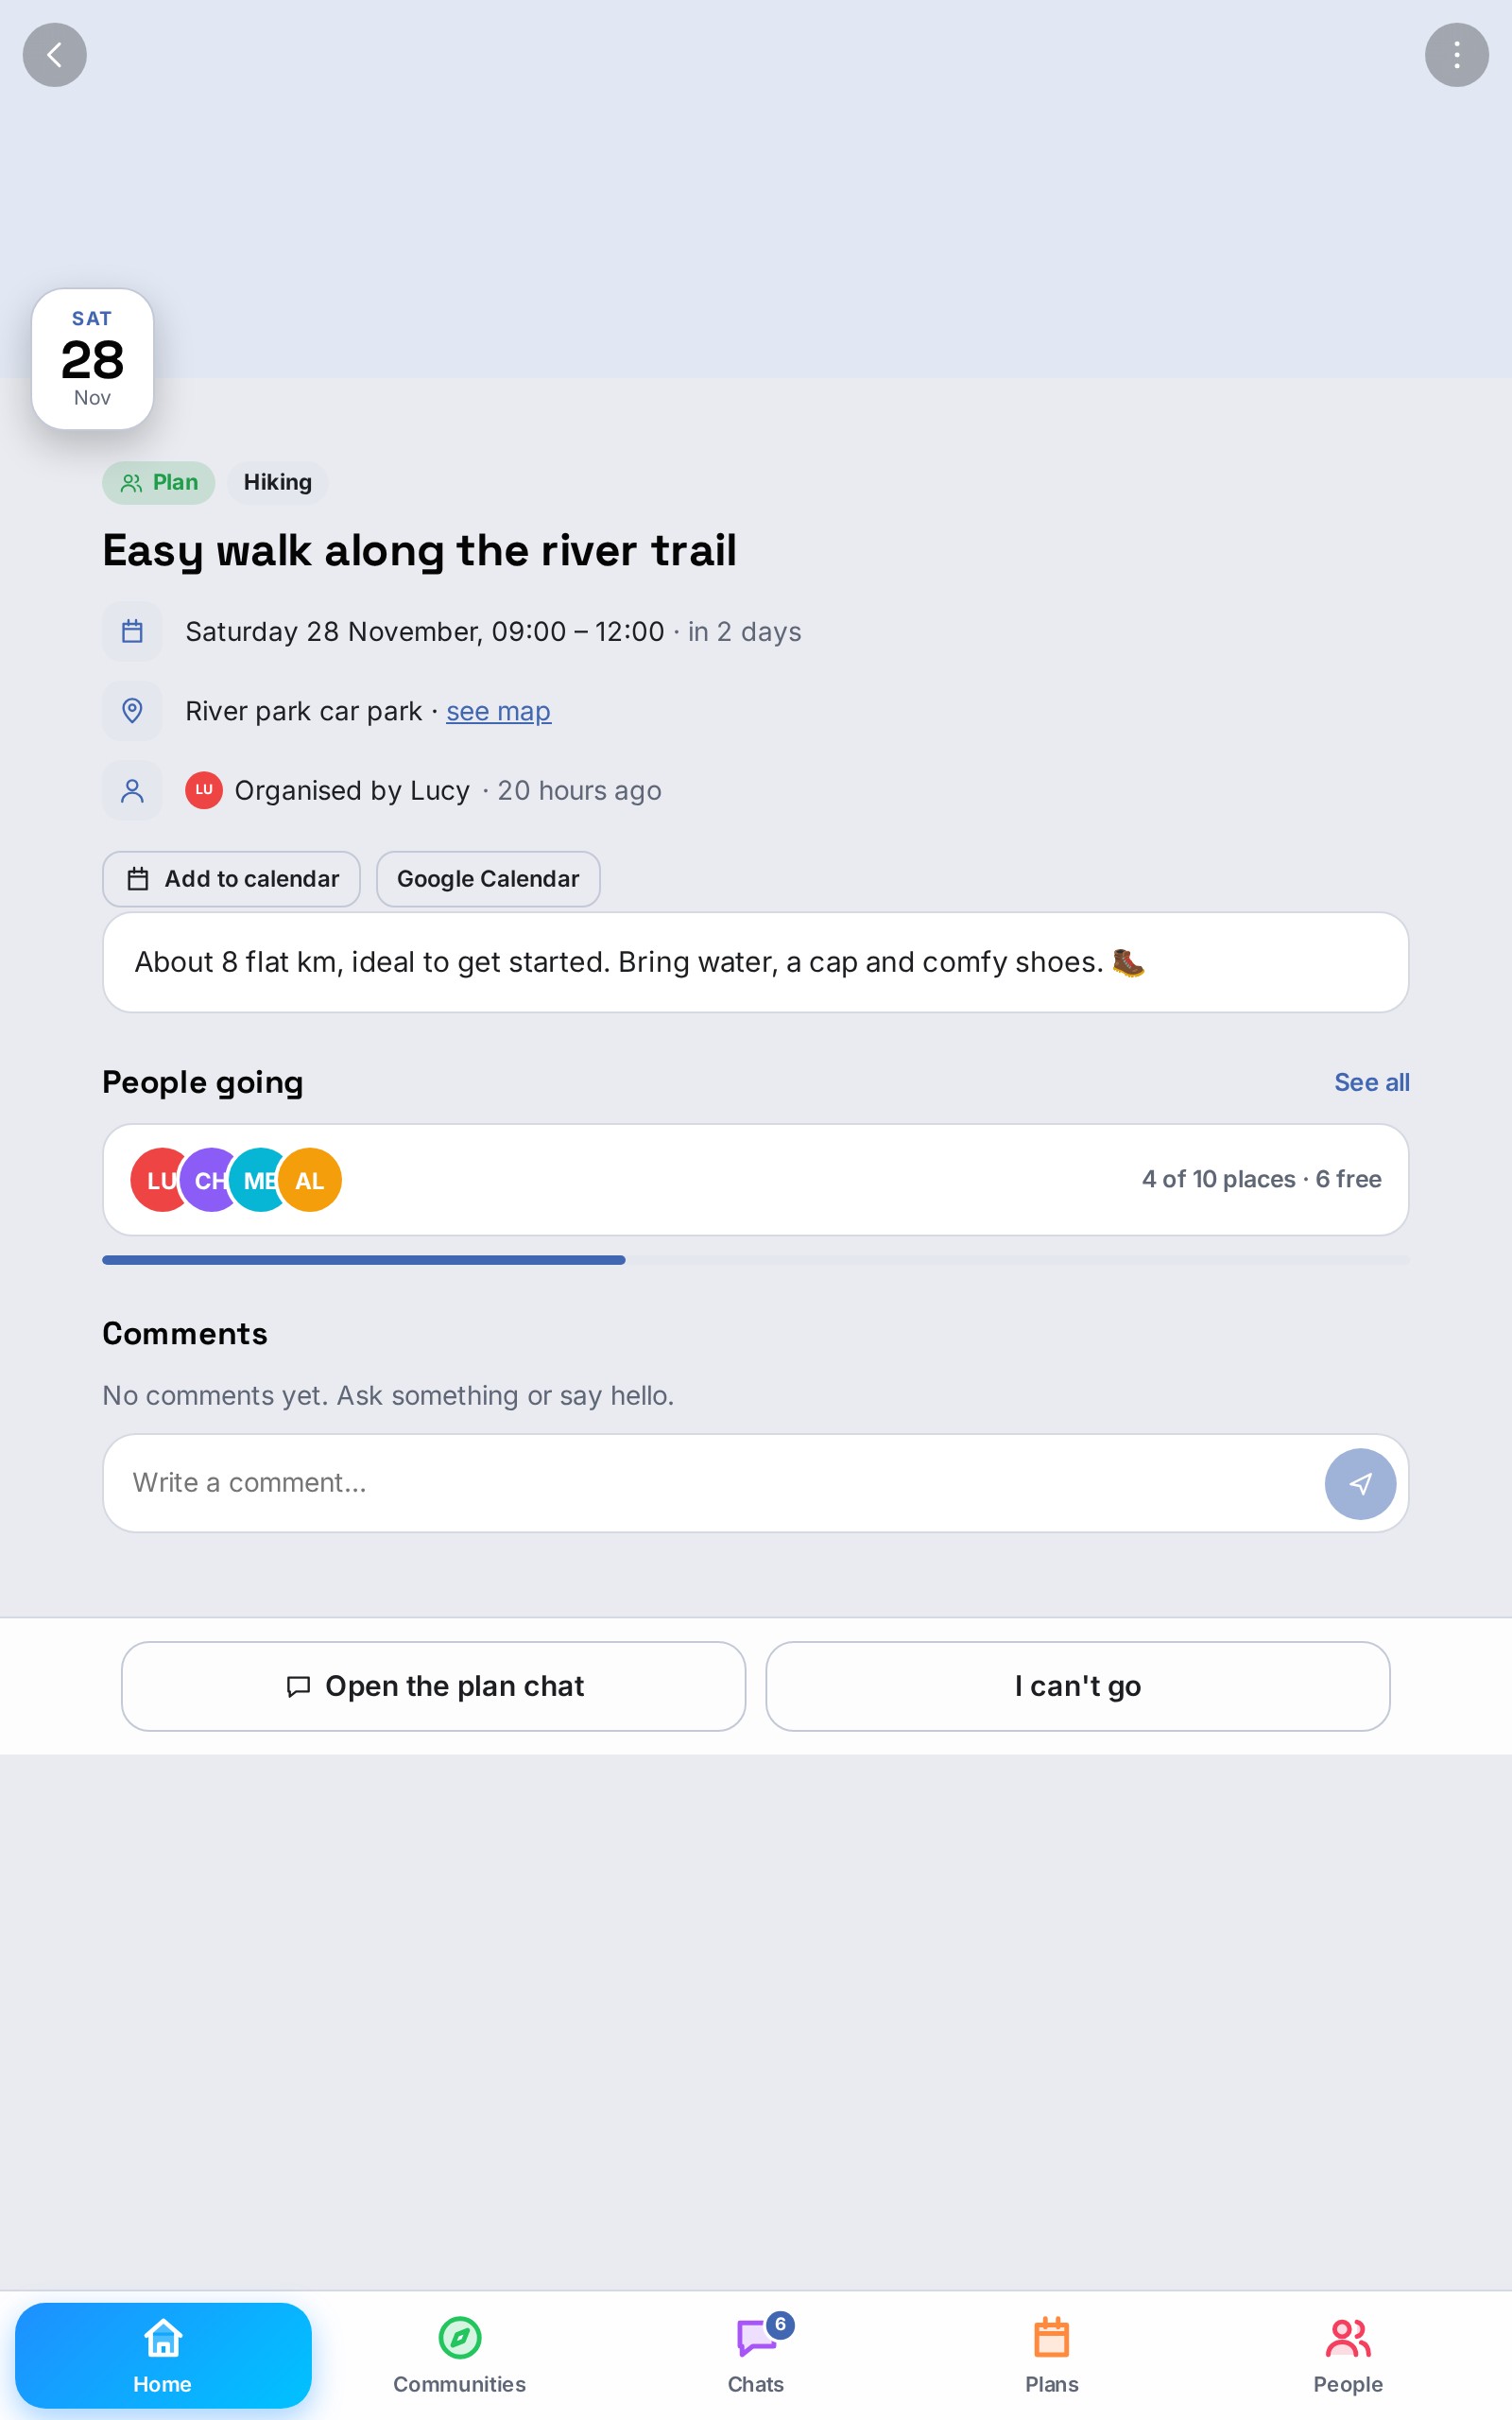 SAT
28
Nov
Plan
Hiking
Easy walk along the river trail
Saturday 28 November, 09:00 – 12:00 · in 2 days
River park car park · see map
LU Organised by Lucy · 20 hours ago
Add to calendar
Google Calendar
About 8 flat km, ideal to get started. Bring water, a cap and comfy shoes. 🥾
People going
See all
LU CH ME AL
4 of 10 places · 6 free
Comments
No comments yet. Ask something or say hello.
Write a comment...
Open the plan chat
I can't go
Home
Communities
6
Chats
Plans
People